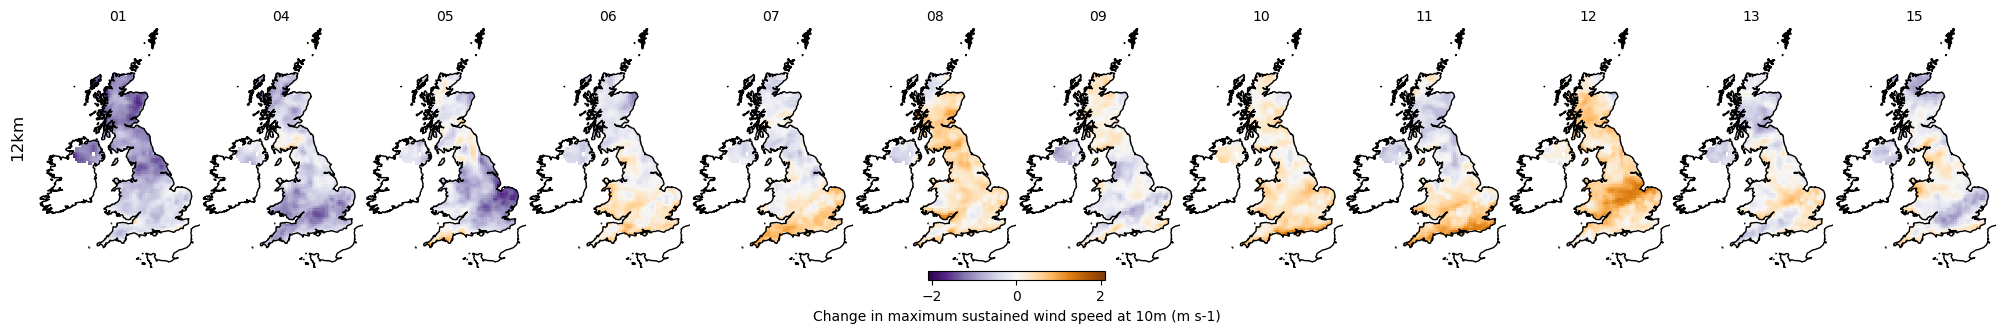 01 04 05 06 07 08 09 10 11 12 13 15
12km
−2 0 2
Change in maximum sustained wind speed at 10m (m s-1)